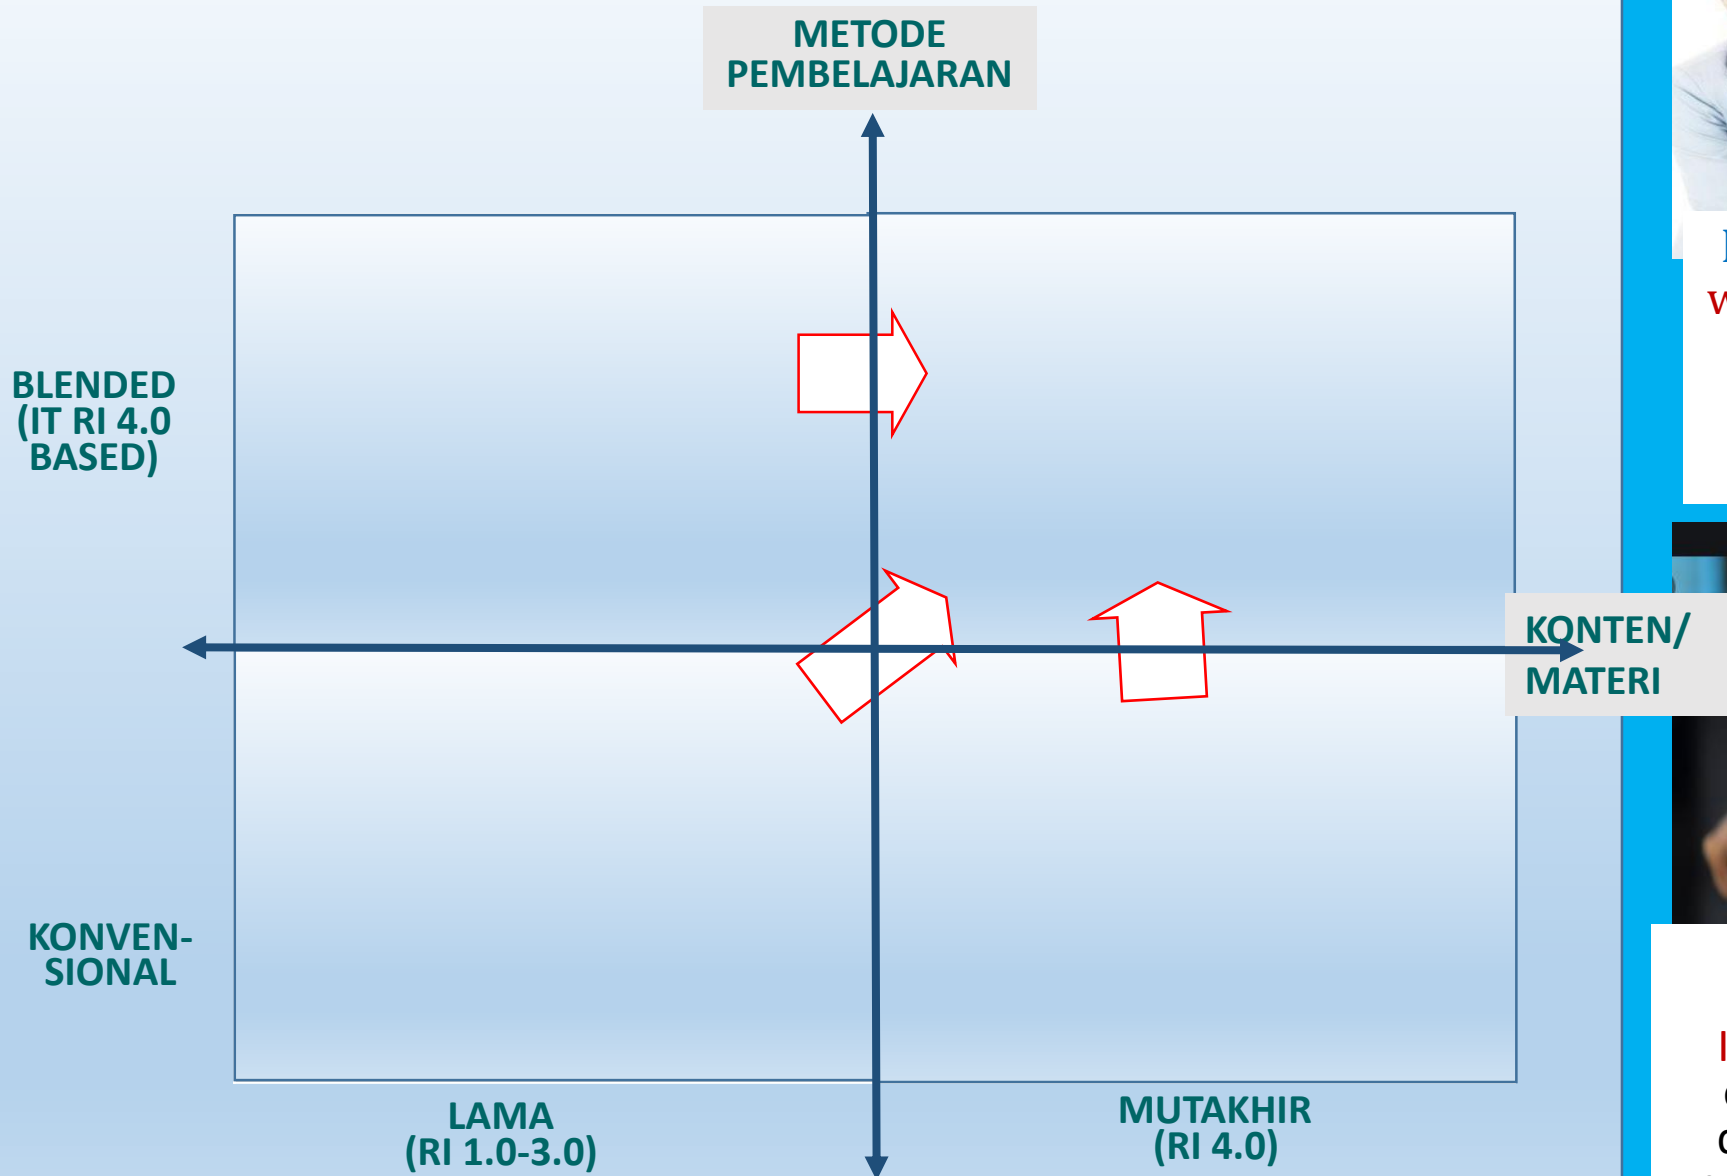 METODE
PEMBELAJARAN
BLENDED
(IT RI 4.0
BASED)
KONTEN/
MATERI
KONVEN-
SIONAL
LAMA
(RI 1.0-3.0)
MUTAKHIR
(RI 4.0)